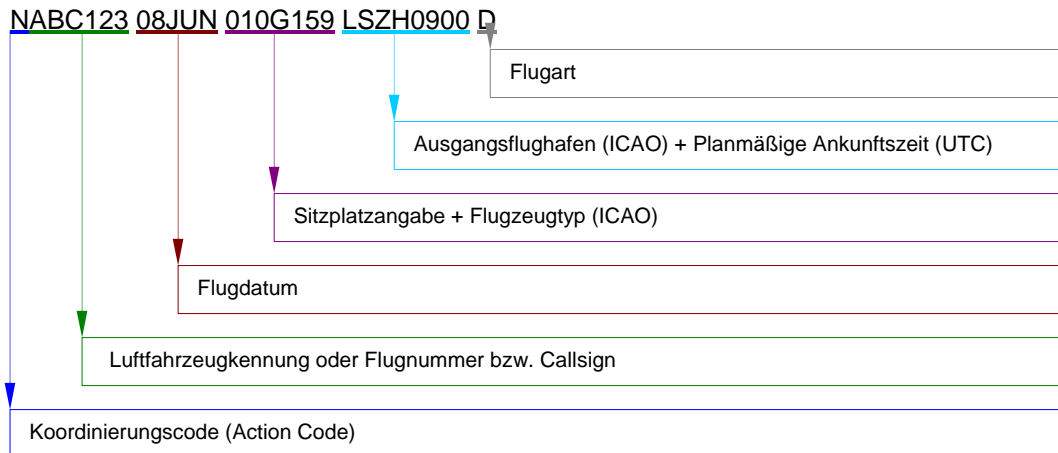 NABC123 08JUN 010G159 LSZH0900 D
Flugart
Ausgangsflughafen (ICAO) + Planmäßige Ankunftszeit (UTC)
Sitzplatzangabe + Flugzeugtyp (ICAO)
Flugdatum
Luftfahrzeugkennung oder Flugnummer bzw. Callsign
Koordinierungscode (Action Code)